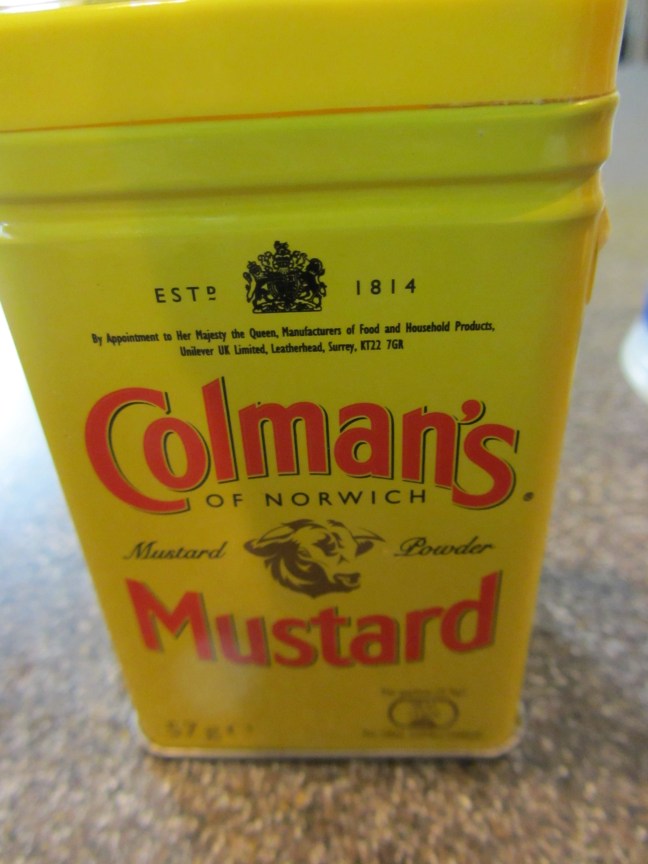 ESTD 1814
By Appointment to Her Majesty the Queen, Manufacturers of Food and Household Products,
Unilever UK Limited, Leatherhead, Surrey, KT22 7GR
Colman's
OF NORWICH
Mustard Powder
Mustard
57 g e